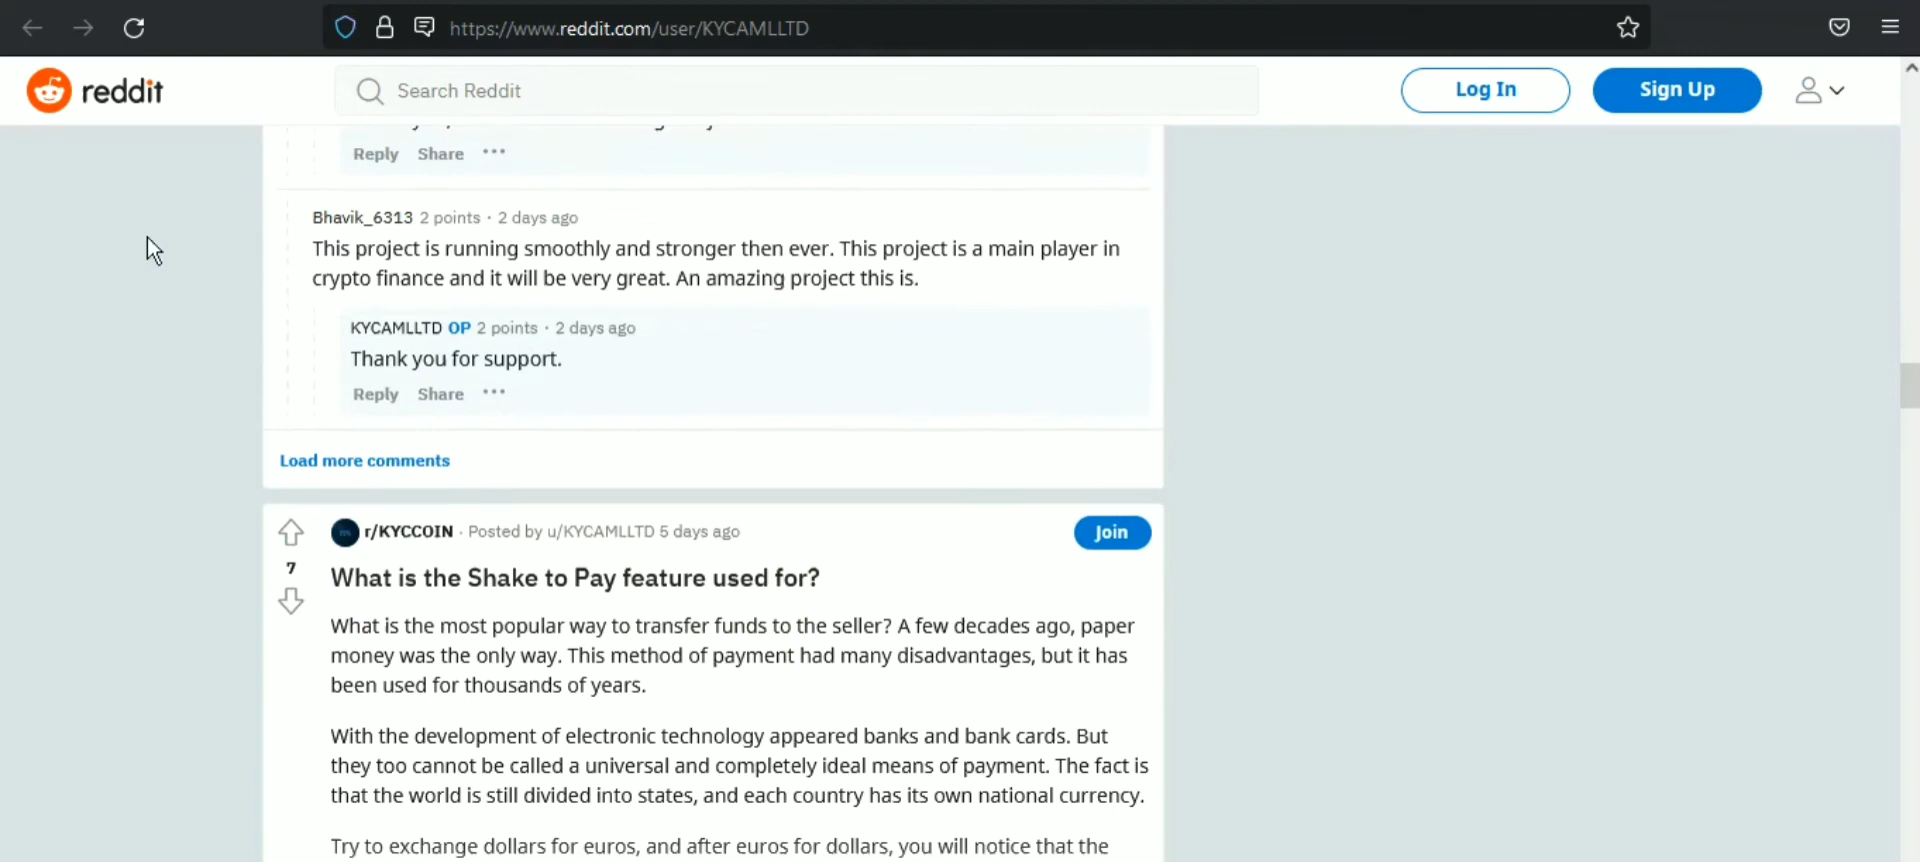 https://www.reddit.com/user/KYCAMLLTD
reddit
Search Reddit
Log In
Sign Up
Reply Share ...
Bhavik_6313 2 points · 2 days ago
This project is running smoothly and stronger then ever. This project is a main player in
crypto finance and it will be very great. An amazing project this is.
KYCAMLLTD OP 2 points · 2 days ago
Thank you for support.
Reply Share ...
Load more comments
r/KYCCOIN · Posted by u/KYCAMLLTD 5 days ago
Join
7
What is the Shake to Pay feature used for?
What is the most popular way to transfer funds to the seller? A few decades ago, paper
money was the only way. This method of payment had many disadvantages, but it has
been used for thousands of years.
With the development of electronic technology appeared banks and bank cards. But
they too cannot be called a universal and completely ideal means of payment. The fact is
that the world is still divided into states, and each country has its own national currency.
Try to exchange dollars for euros, and after euros for dollars, you will notice that the